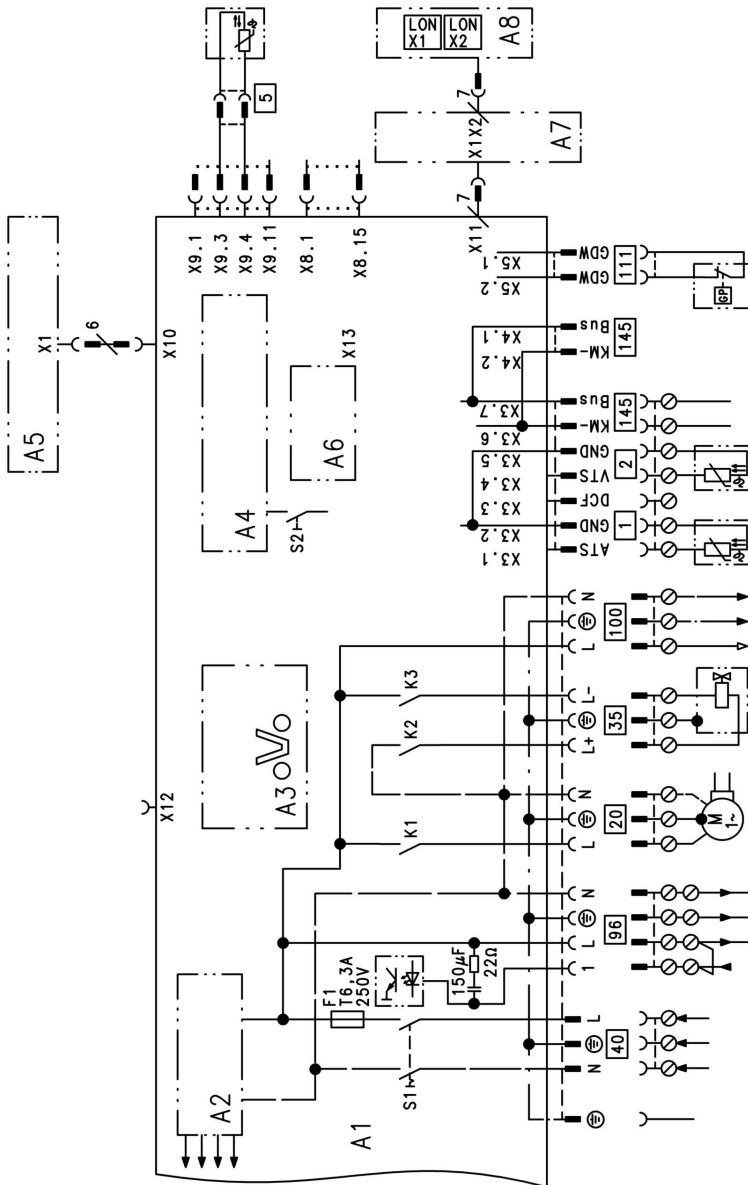 LON X1
LON X2
A8
5
7
X1
X2
A7
7
X11
X9.1
X9.3
X9.4
X9.11
X8.1
X8.15
A5
X1
6
X10
X13
A6
A4
S2
X5.1
X5.2
GDW
GDW
111
GP
X4.1
X4.2
Bus
KM-
145
X3.7
X3.6
X3.5
X3.4
X3.3
X3.2
X3.1
Bus
KM-
GND
VTS
DCF
GND
ATS
145
2
1
X12
A3
K3
K2
K1
N
L
100
L-
L+
35
N
L
20
M
1~
N
L
1
96
F1
T6,3A
250V
150µF
22Ω
A2
A1
S1
L
N
40